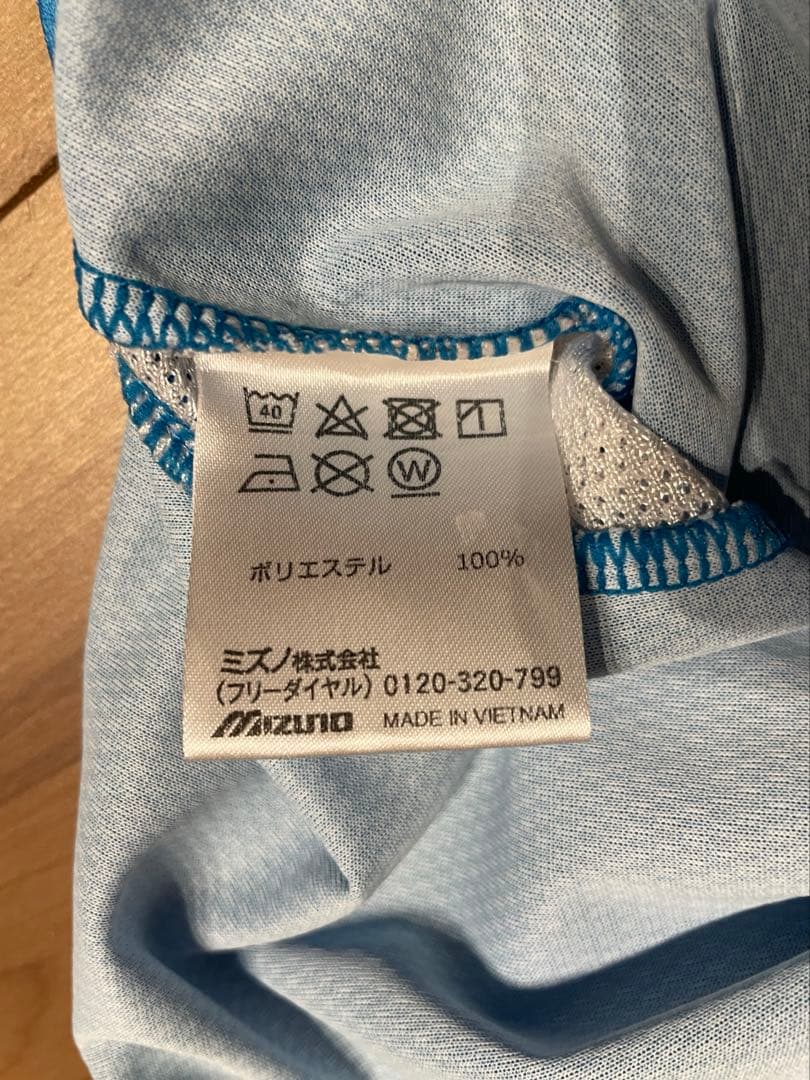 40
W
ポリエステル 100%
ミズノ株式会社
(フリーダイヤル) 0120-320-799
MIZUNO MADE IN VIETNAM